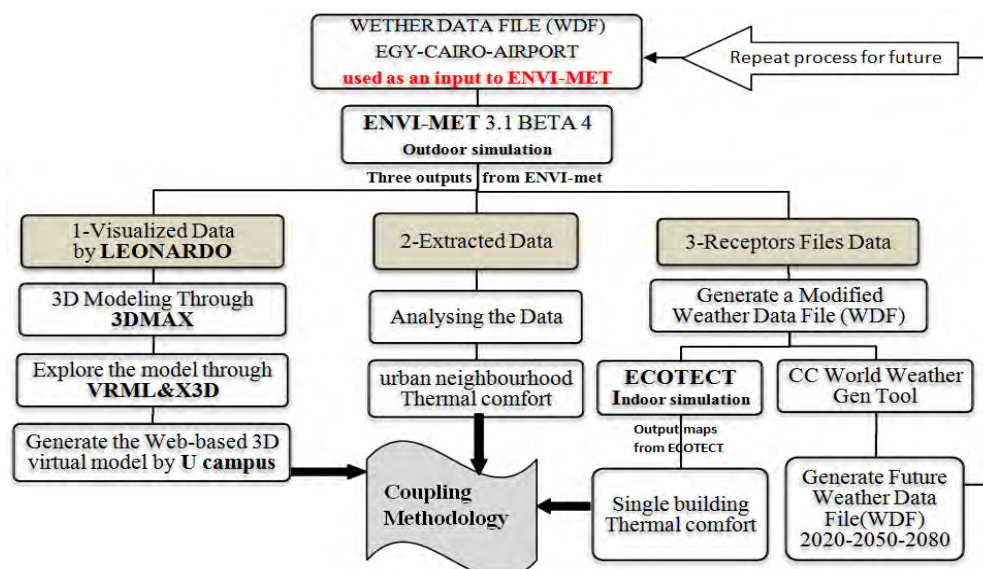 WETHER DATA FILE (WDF)
EGY-CAIRO-AIRPORT
used as an input to ENVI-MET
Repeat process for future
ENVI-MET 3.1 BETA 4
Outdoor simulation
Three outputs from ENVI-met
1-Visualized Data
by LEONARDO
2-Extracted Data
3-Receptors Files Data
3D Modeling Through
3DMAX
Analysing the Data
Generate a Modified
Weather Data File (WDF)
Explore the model through
VRML&X3D
urban neighbourhood
Thermal comfort
ECOTECT
Indoor simulation
CC World Weather
Gen Tool
Output maps
from ECOTECT
Generate the Web-based 3D
virtual model by U campus
Coupling
Methodology
Single building
Thermal comfort
Generate Future
Weather Data
File(WDF)
2020-2050-2080